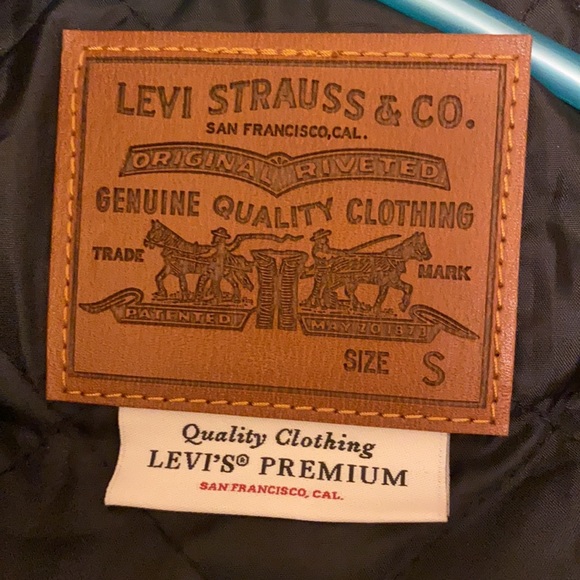 LEVI STRAUSS & CO.
SAN FRANCISCO, CAL.
ORIGINAL RIVETED
GENUINE QUALITY CLOTHING
TRADE MARK
PATENTED MAY 20 1873
SIZE S
Quality Clothing
LEVI'S® PREMIUM
SAN FRANCISCO, CAL.